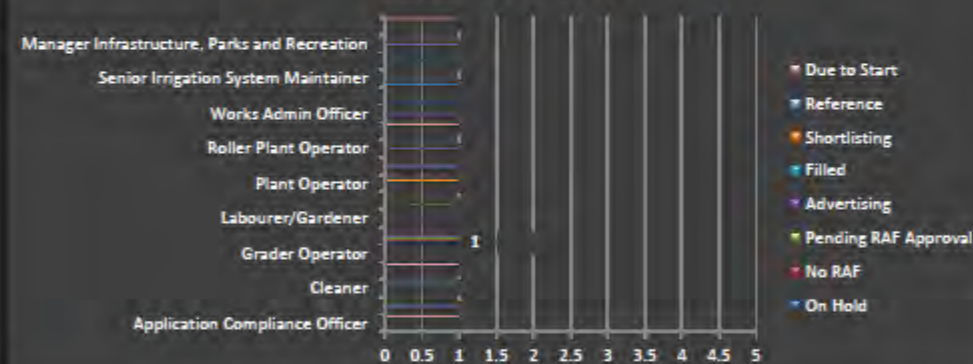 Manager Infrastructure, Parks and Recreation
Senior Irrigation System Maintainer
Works Admin Officer
Roller Plant Operator
Plant Operator
Labourer/Gardener
Grader Operator
Cleaner
Application Compliance Officer
1
0 0.5 1 1.5 2 2.5 3 3.5 4 4.5 5
Due to Start
Reference
Shortlisting
Filled
Advertising
Pending RAF Approval
No RAF
On Hold